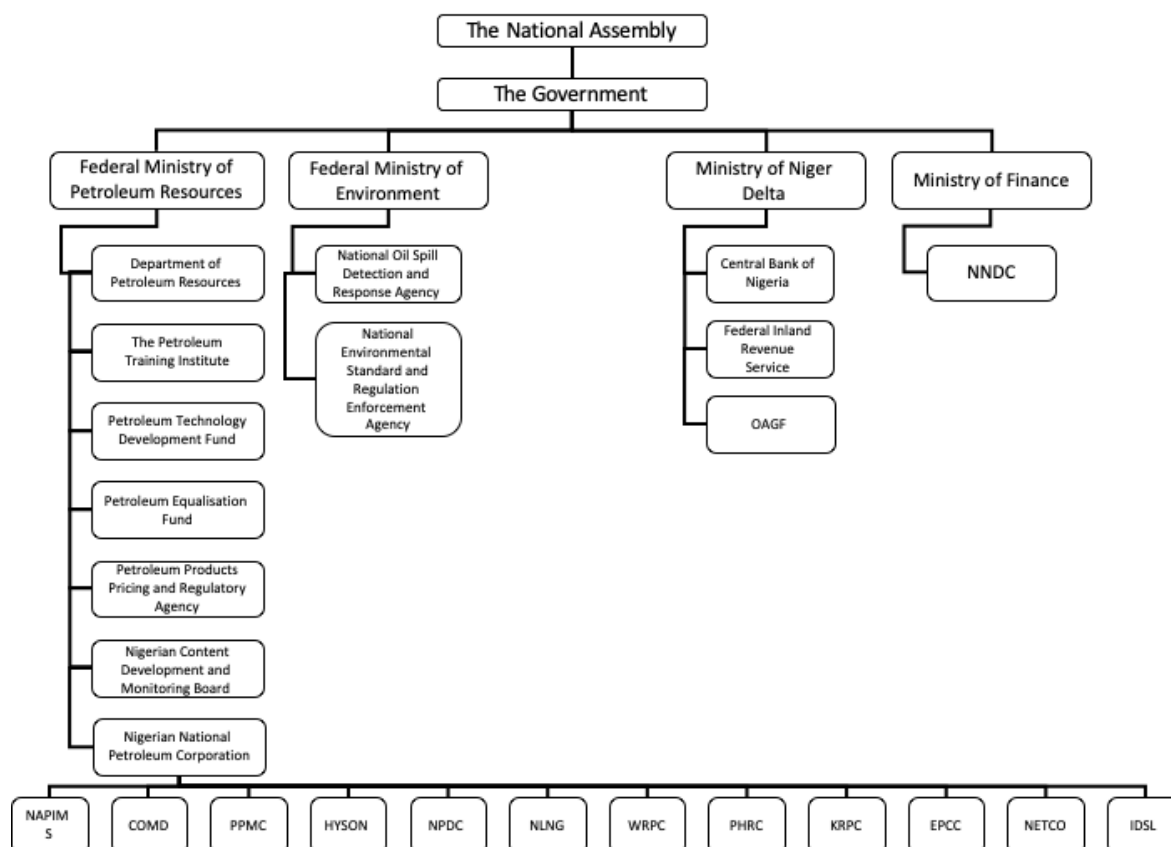 The National Assembly
The Government
Federal Ministry of
Petroleum Resources
Federal Ministry of
Environment
Ministry of Niger
Delta
Ministry of Finance
Department of
Petroleum Resources
The Petroleum
Training Institute
Petroleum Technology
Development Fund
Petroleum Equalisation
Fund
Petroleum Products
Pricing and Regulatory
Agency
Nigerian Content
Development and
Monitoring Board
Nigerian National
Petroleum Corporation
National Oil Spill
Detection and
Response Agency
National
Environmental
Standard and
Regulation
Enforcement
Agency
Central Bank of
Nigeria
Federal Inland
Revenue
Service
OAGF
NNDC
NAPIM
S
COMD
PPMC
HYSON
NPDC
NLNG
WRPC
PHRC
KRPC
EPCC
NETCO
IDSL